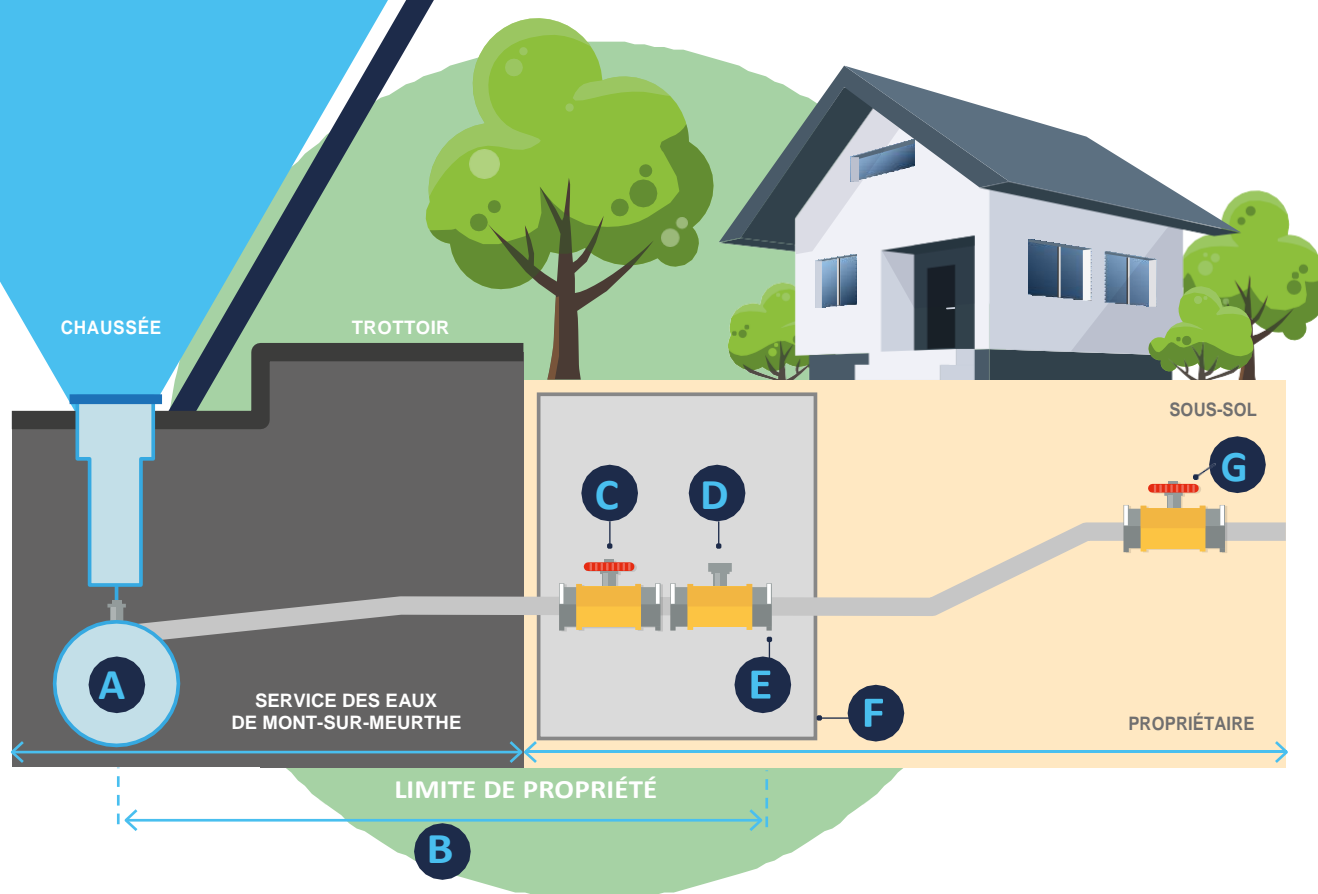 CHAUSSÉE
TROTTOIR
SOUS-SOL
C
D
G
A
E
F
SERVICE DES EAUX
DE MONT-SUR-MEURTHE
PROPRIÉTAIRE
LIMITE DE PROPRIÉTÉ
B